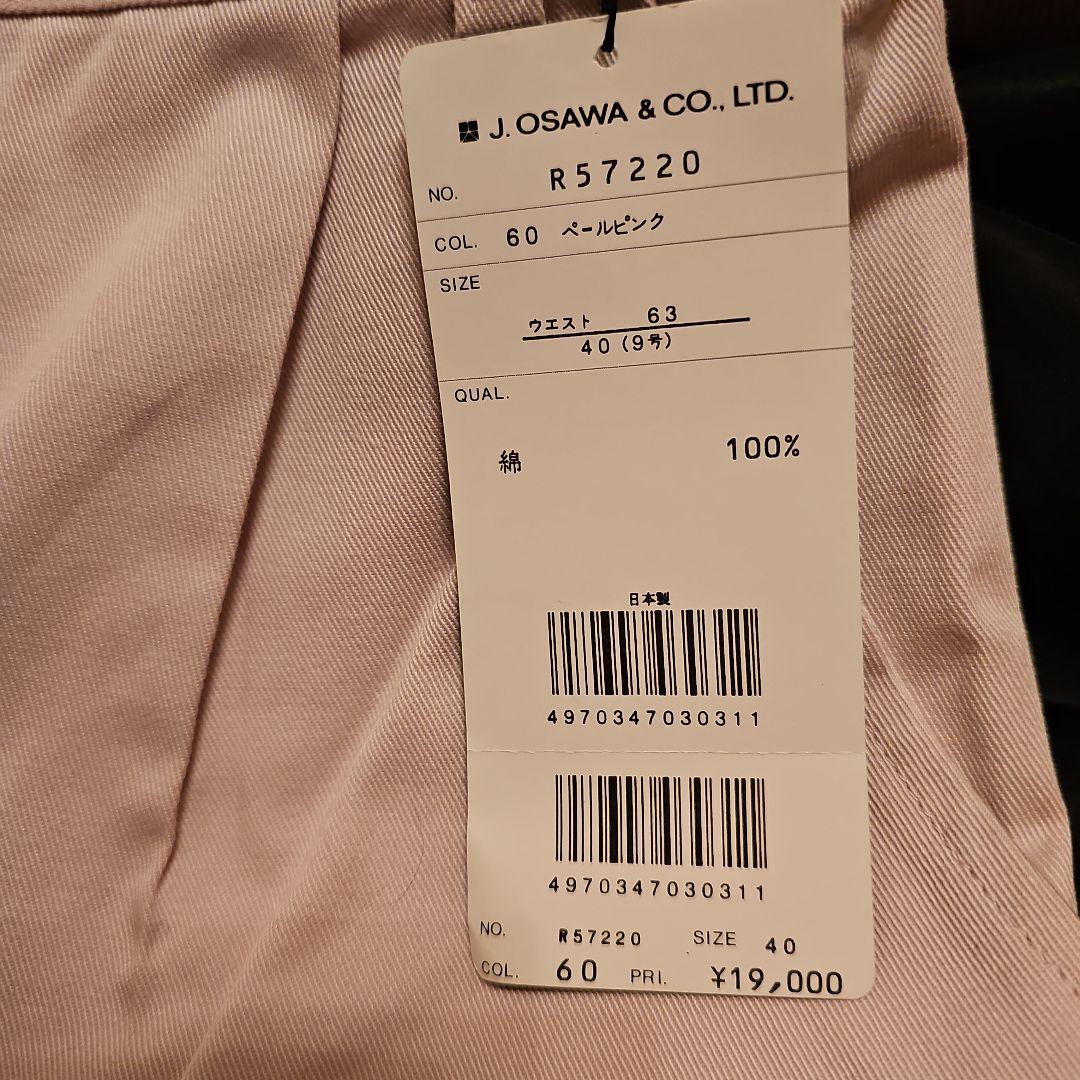 J. OSAWA & CO., LTD.
NO. R57220
COL. 60 ペールピンク
SIZE
ウエスト 63
40 (9号)
QUAL.
綿 100%
日本製
4970347030311
4970347030311
NO. R57220 SIZE 40
COL. 60 PRI. ¥19,000